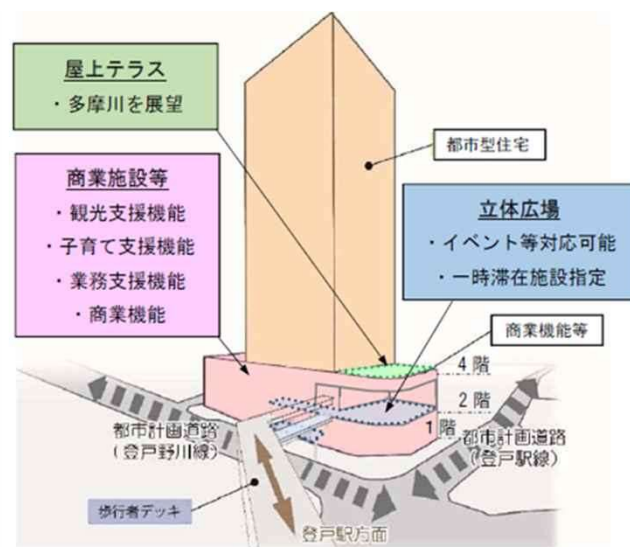 屋上テラス
・多摩川を展望
都市型住宅
商業施設等
・観光支援機能
・子育て支援機能
・業務支援機能
・商業機能
立体広場
・イベント等対応可能
・一時滞在施設指定
商業機能等
4階
2階
1階
都市計画道路
（登戸野川線）
都市計画道路
（登戸駅線）
歩行者デッキ
登戸駅方面